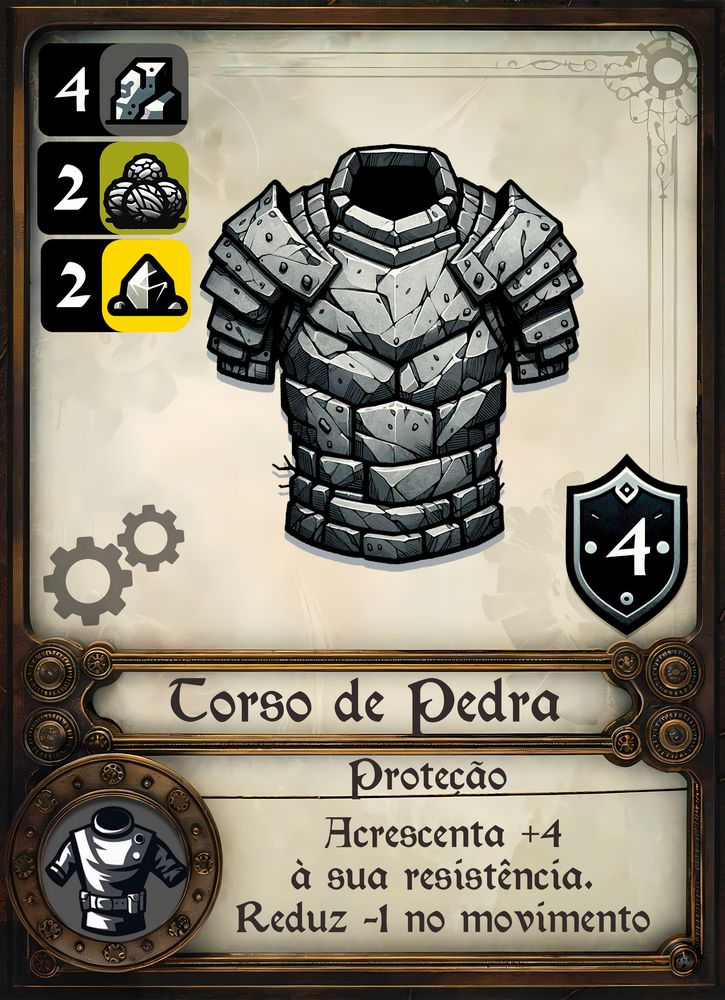 4
2
2
4
Torso de Pedra
Proteção
Acrescenta +4
à sua resistência.
Reduz -1 no movimento